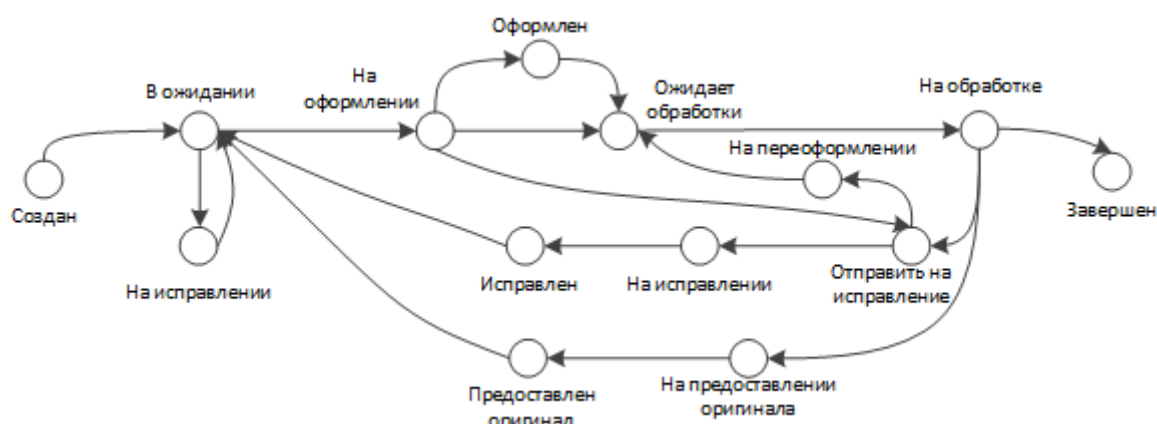 Оформлен
В ожидании
На
оформлении
Ожидает
обработки
На обработке
На переоформлении
Создан
Завершен
На исправлении
Исправлен
На исправлении
Отправить на
исправление
Предоставлен
оригинал
На предоставлении
оригинала